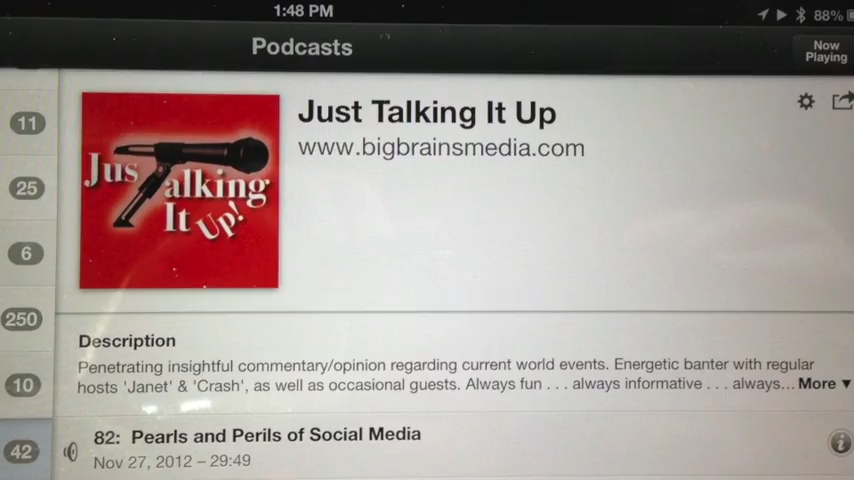 1:48 PM
88%
Podcasts
Now
Playing
11
25
6
250
10
42
Jus alking
It Up!
Just Talking It Up
www.bigbrainsmedia.com
Description
Penetrating insightful commentary/opinion regarding current world events. Energetic banter with regular
hosts 'Janet' & 'Crash', as well as occasional guests. Always fun . . . always informative . . . always... More
82: Pearls and Perils of Social Media
Nov 27, 2012 – 29:49